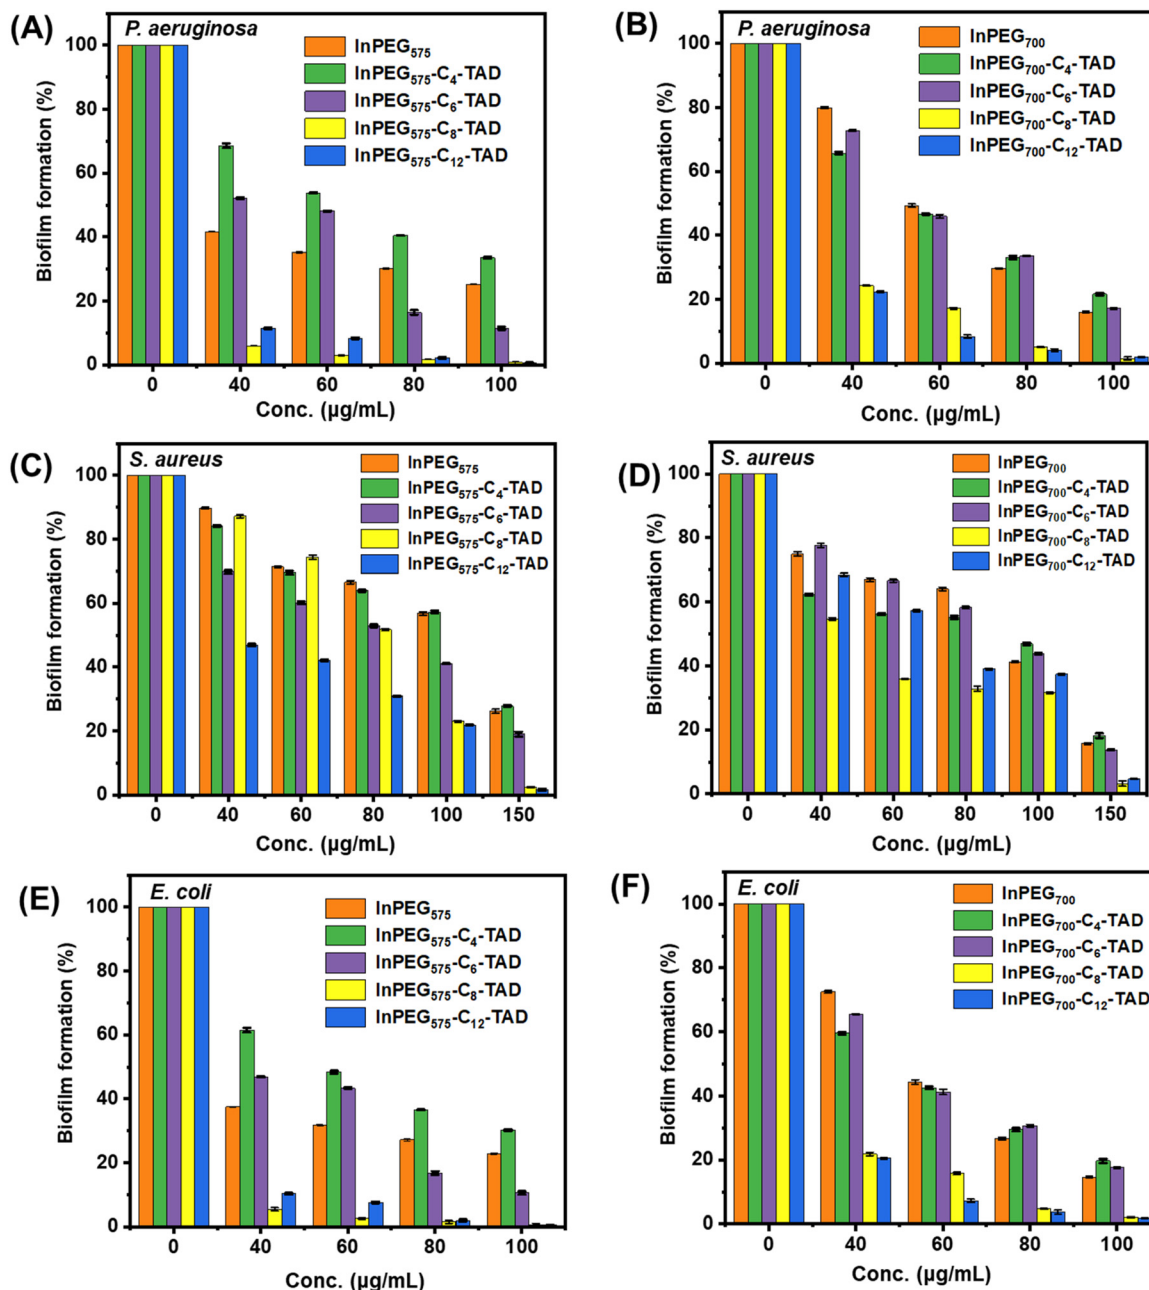 (A)
P. aeruginosa
InPEG₅₇₅
InPEG₅₇₅-C₄-TAD
InPEG₅₇₅-C₆-TAD
InPEG₅₇₅-C₈-TAD
InPEG₅₇₅-C₁₂-TAD
Biofilm formation (%)
100
80
60
40
20
0
0 40 60 80 100
Conc. (µg/mL)
(B)
P. aeruginosa
InPEG₇₀₀
InPEG₇₀₀-C₄-TAD
InPEG₇₀₀-C₆-TAD
InPEG₇₀₀-C₈-TAD
InPEG₇₀₀-C₁₂-TAD
Biofilm formation (%)
100
80
60
40
20
0
0 40 60 80 100
Conc. (µg/mL)
(C)
S. aureus
InPEG₅₇₅
InPEG₅₇₅-C₄-TAD
InPEG₅₇₅-C₆-TAD
InPEG₅₇₅-C₈-TAD
InPEG₅₇₅-C₁₂-TAD
Biofilm formation (%)
100
80
60
40
20
0
0 40 60 80 100 150
Conc. (µg/mL)
(D)
S. aureus
InPEG₇₀₀
InPEG₇₀₀-C₄-TAD
InPEG₇₀₀-C₆-TAD
InPEG₇₀₀-C₈-TAD
InPEG₇₀₀-C₁₂-TAD
Biofilm formation (%)
100
80
60
40
20
0
0 40 60 80 100 150
Conc. (µg/mL)
(E)
E. coli
InPEG₅₇₅
InPEG₅₇₅-C₄-TAD
InPEG₅₇₅-C₆-TAD
InPEG₅₇₅-C₈-TAD
InPEG₅₇₅-C₁₂-TAD
Biofilm formation (%)
100
80
60
40
20
0
0 40 60 80 100
Conc. (µg/mL)
(F)
E. coli
InPEG₇₀₀
InPEG₇₀₀-C₄-TAD
InPEG₇₀₀-C₆-TAD
InPEG₇₀₀-C₈-TAD
InPEG₇₀₀-C₁₂-TAD
Biofilm formation (%)
100
80
60
40
20
0
0 40 60 80 100
Conc. (µg/mL)